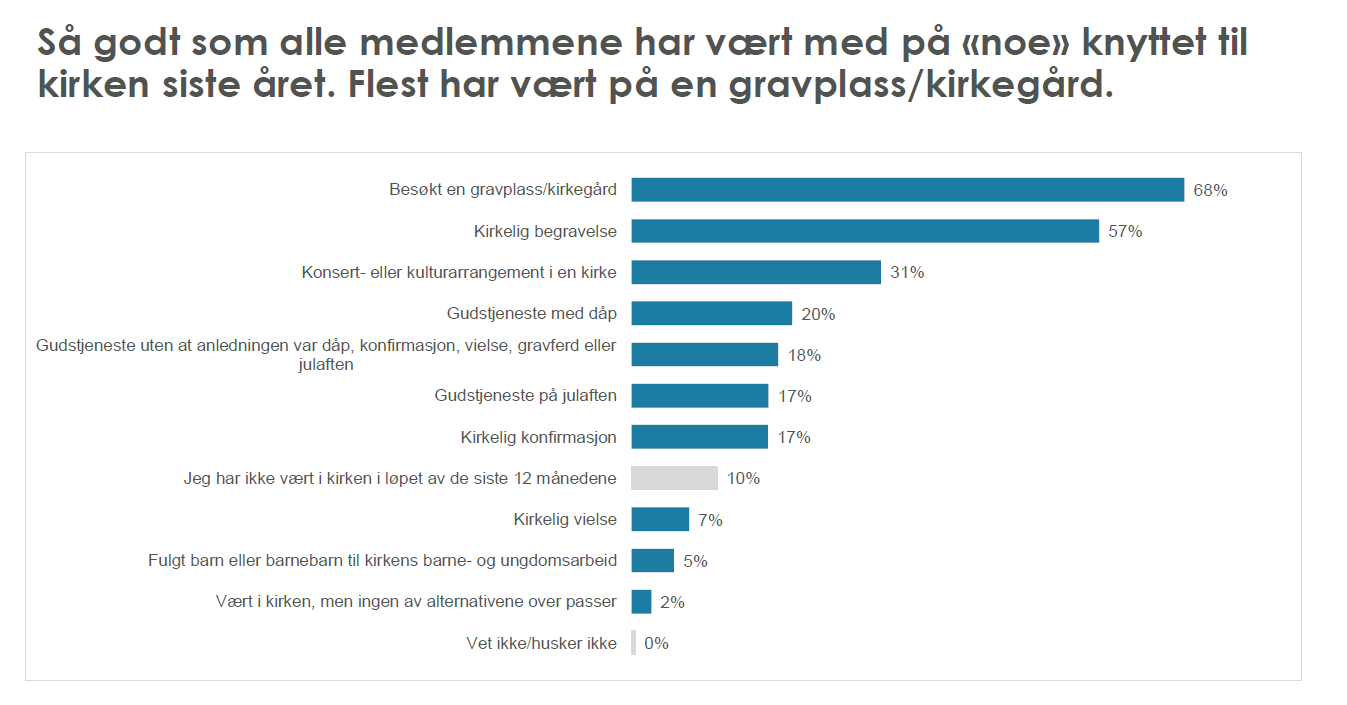 Så godt som alle medlemmene har vært med på «noe» knyttet til
kirken siste året. Flest har vært på en gravplass/kirkegård.
Besøkt en gravplass/kirkegård 68%
Kirkelig begravelse 57%
Konsert- eller kulturarrangement i en kirke 31%
Gudstjeneste med dåp 20%
Gudstjeneste uten at anledningen var dåp, konfirmasjon, vielse, gravferd eller
julaften 18%
Gudstjeneste på julaften 17%
Kirkelig konfirmasjon 17%
Jeg har ikke vært i kirken i løpet av de siste 12 månedene 10%
Kirkelig vielse 7%
Fulgt barn eller barnebarn til kirkens barne- og ungdomsarbeid 5%
Vært i kirken, men ingen av alternativene over passer 2%
Vet ikke/husker ikke 0%